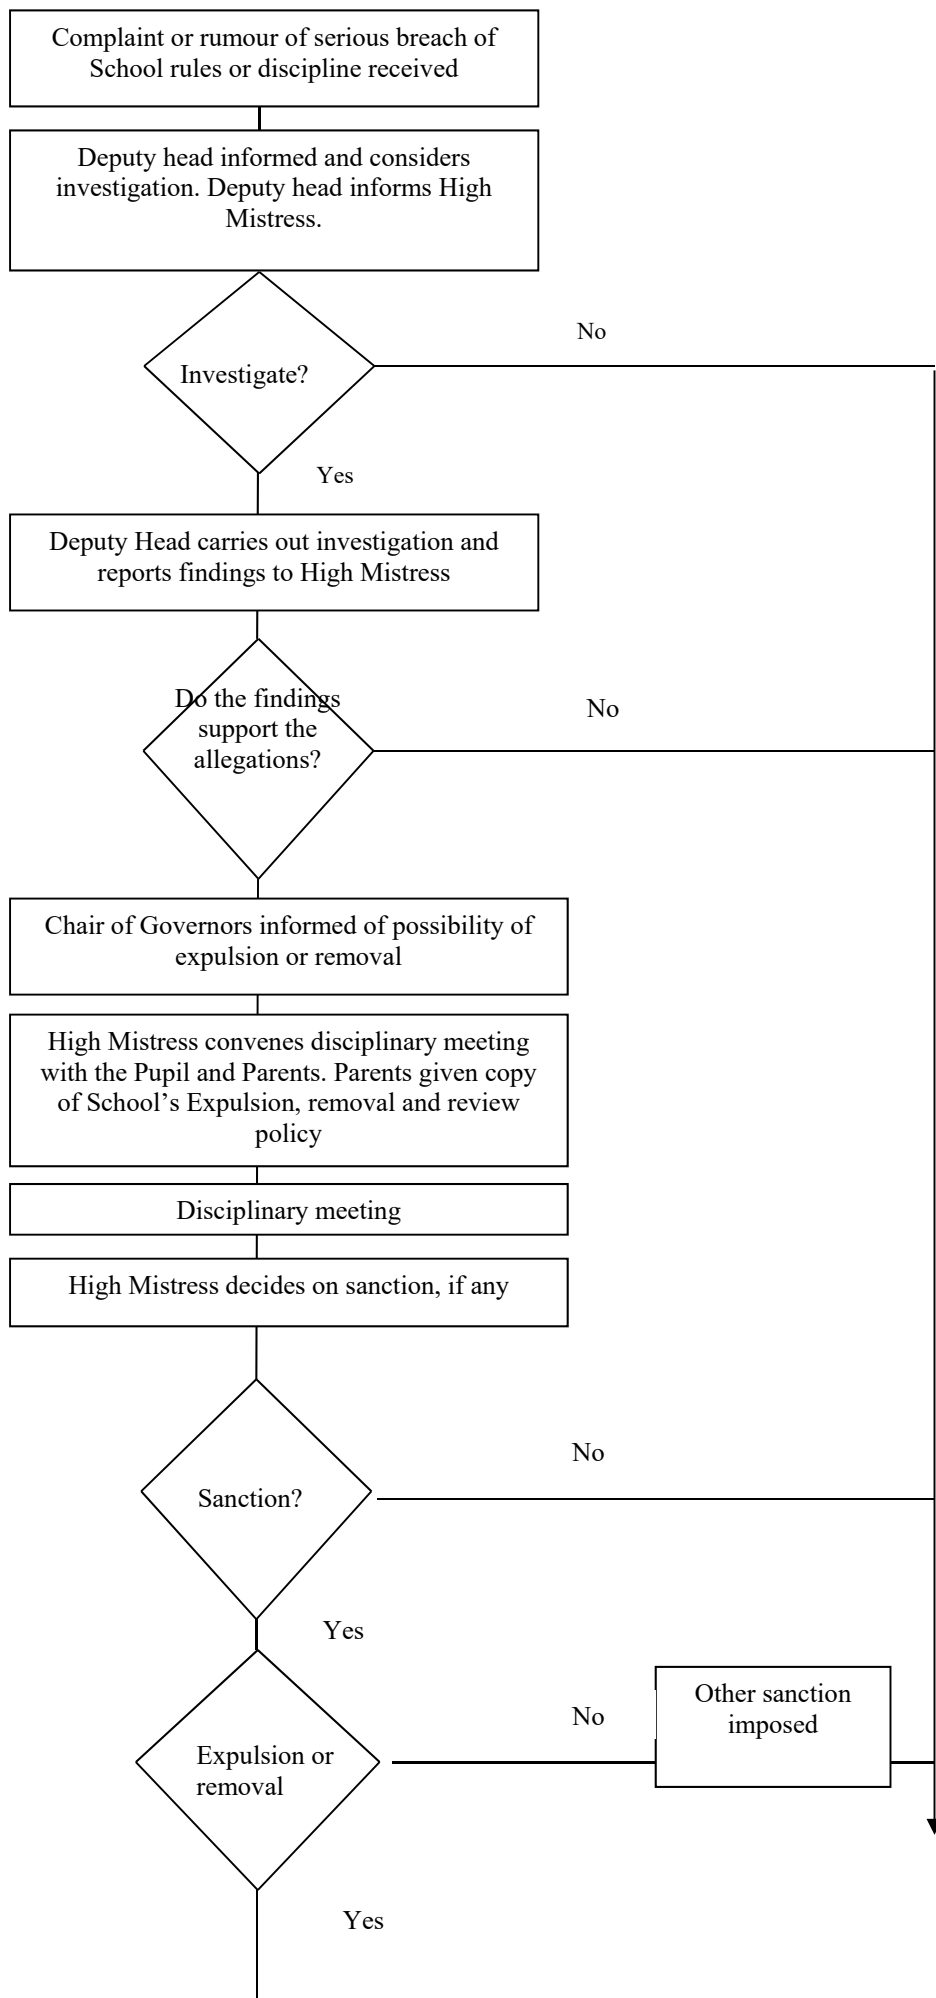 Complaint or rumour of serious breach of
School rules or discipline received
Deputy head informed and considers
investigation. Deputy head informs High
Mistress.
No
Investigate?
Yes
Deputy Head carries out investigation and
reports findings to High Mistress
Do the findings
support the
allegations?
No
Chair of Governors informed of possibility of
expulsion or removal
High Mistress convenes disciplinary meeting
with the Pupil and Parents. Parents given copy
of School’s Expulsion, removal and review
policy
Disciplinary meeting
High Mistress decides on sanction, if any
No
Sanction?
Yes
Other sanction
imposed
No
Expulsion or
removal
Yes